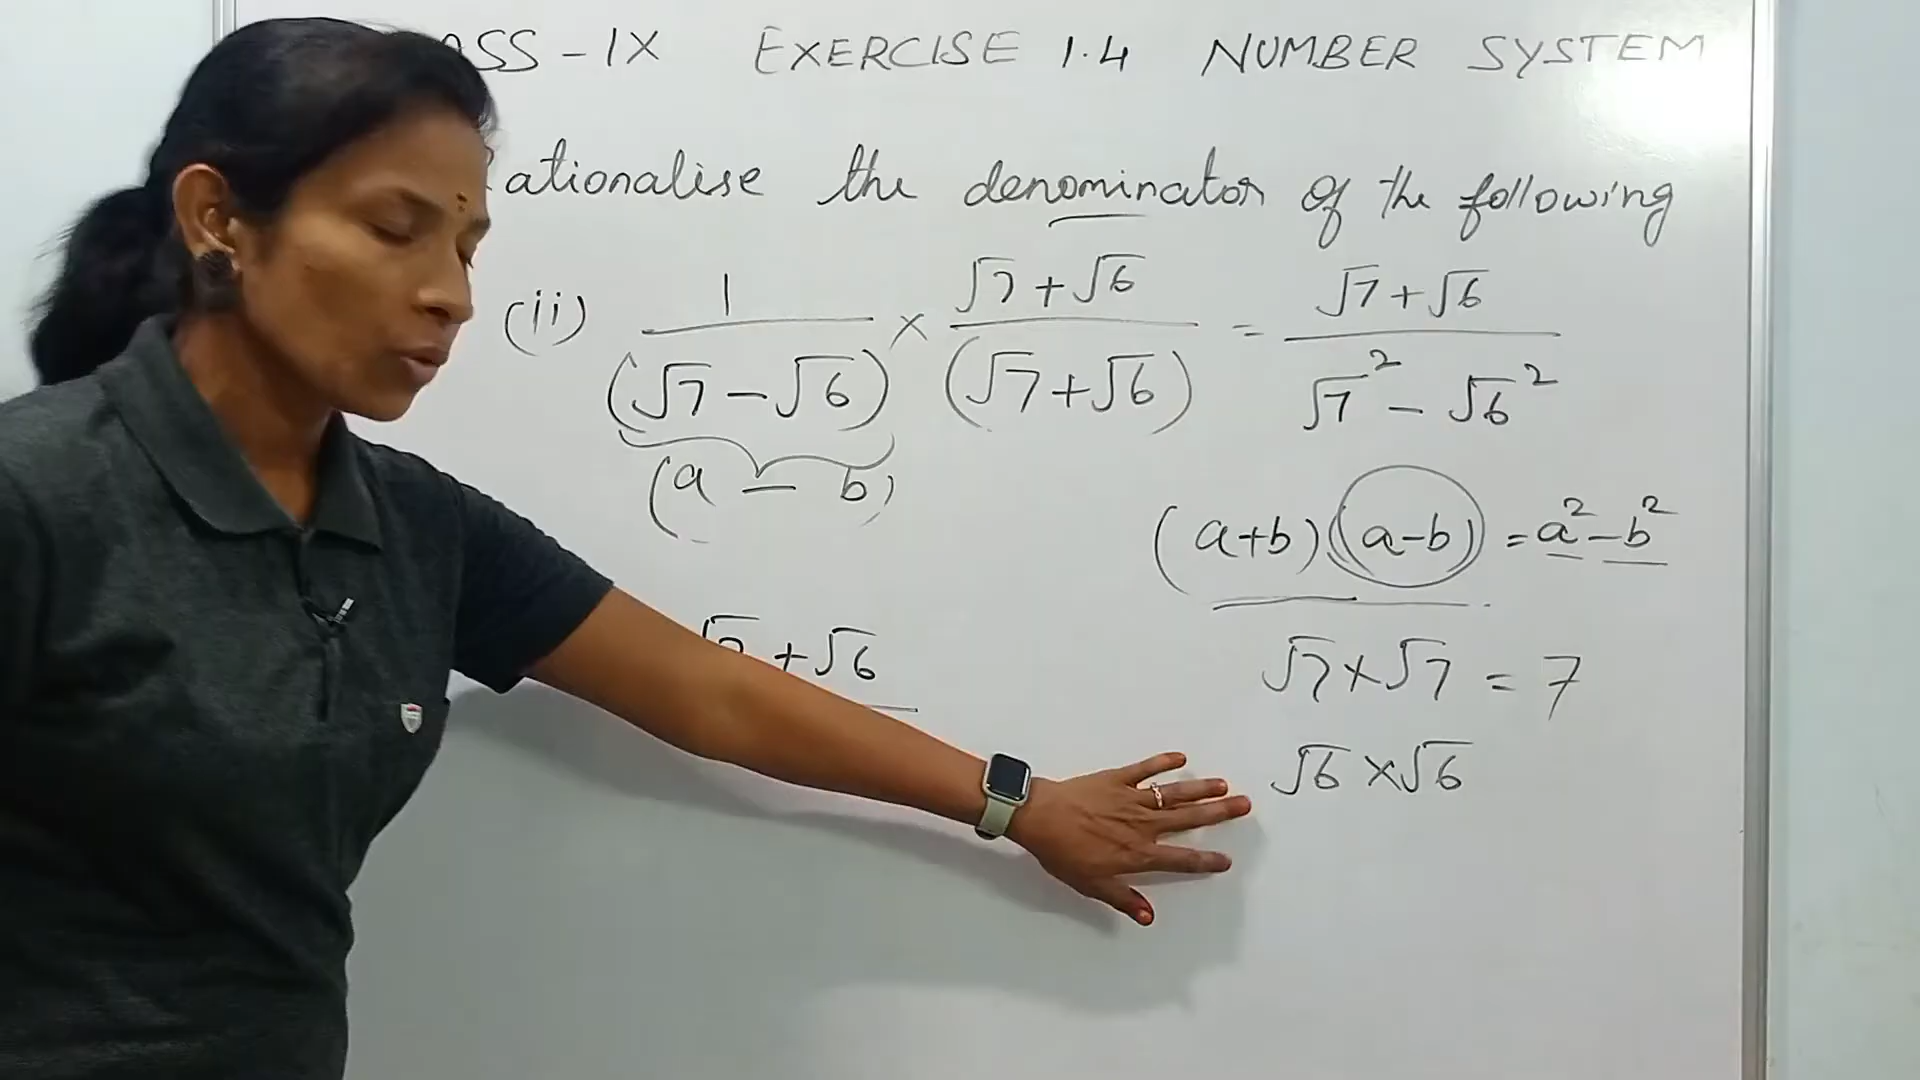 ASS - IX EXERCISE 1.4 NUMBER SYSTEM
ationalise the denominator of the following
(ii) 1/(√7 - √6) × (√7 + √6)/(√7 + √6) = (√7 + √6)/(√7² - √6²)
(a - b)
(a+b)(a-b) = a² - b²
√7 + √6
√7 × √7 = 7
√6 × √6